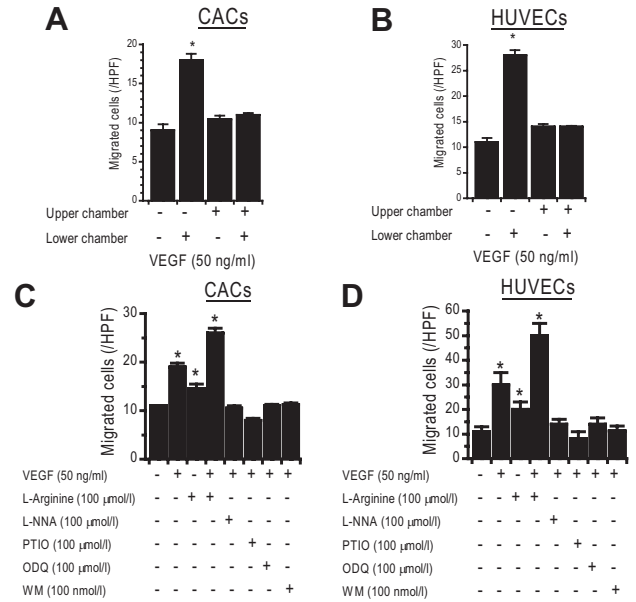 A
CACs
Migrated cells (/HPF)
20
15
10
5
0
*
Upper chamber - - + +
Lower chamber - + - +
VEGF (50 ng/ml)
B
HUVECs
Migrated cells (/HPF)
30
25
20
15
10
5
0
*
Upper chamber - - + +
Lower chamber - + - +
VEGF (50 ng/ml)
C
CACs
Migrated cells (/HPF)
30
20
10
0
* * *
VEGF (50 ng/ml) - + - + + + + +
L-Arginine (100 µmol/l) - - + + - - - -
L-NNA (100 µmol/l) - - - - + - - -
PTIO (100 µmol/l) - - - - - + - -
ODQ (100 µmol/l) - - - - - - + -
WM (100 nmol/l) - - - - - - - +
D
HUVECs
Migrated cells (/HPF)
60
50
40
30
20
10
0
* * *
VEGF (50 ng/ml) - + - + + + + +
L-Arginine (100 µmol/l) - - + + - - - -
L-NNA (100 µmol/l) - - - - + - - -
PTIO (100 µmol/l) - - - - - + - -
ODQ (100 µmol/l) - - - - - - + -
WM (100 nmol/l) - - - - - - - +